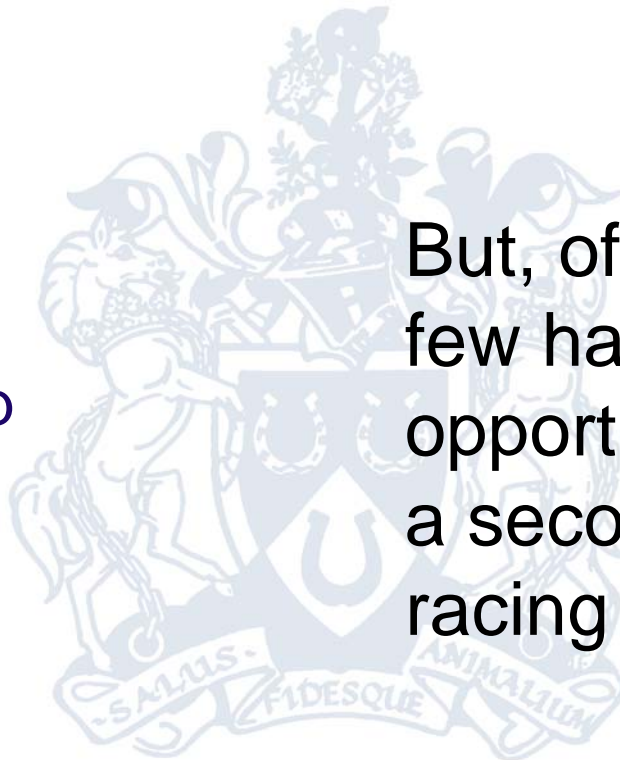 But, of
few ha
opport
a seco
racing
o
SALUS FIDESQUE ANIMALIUM